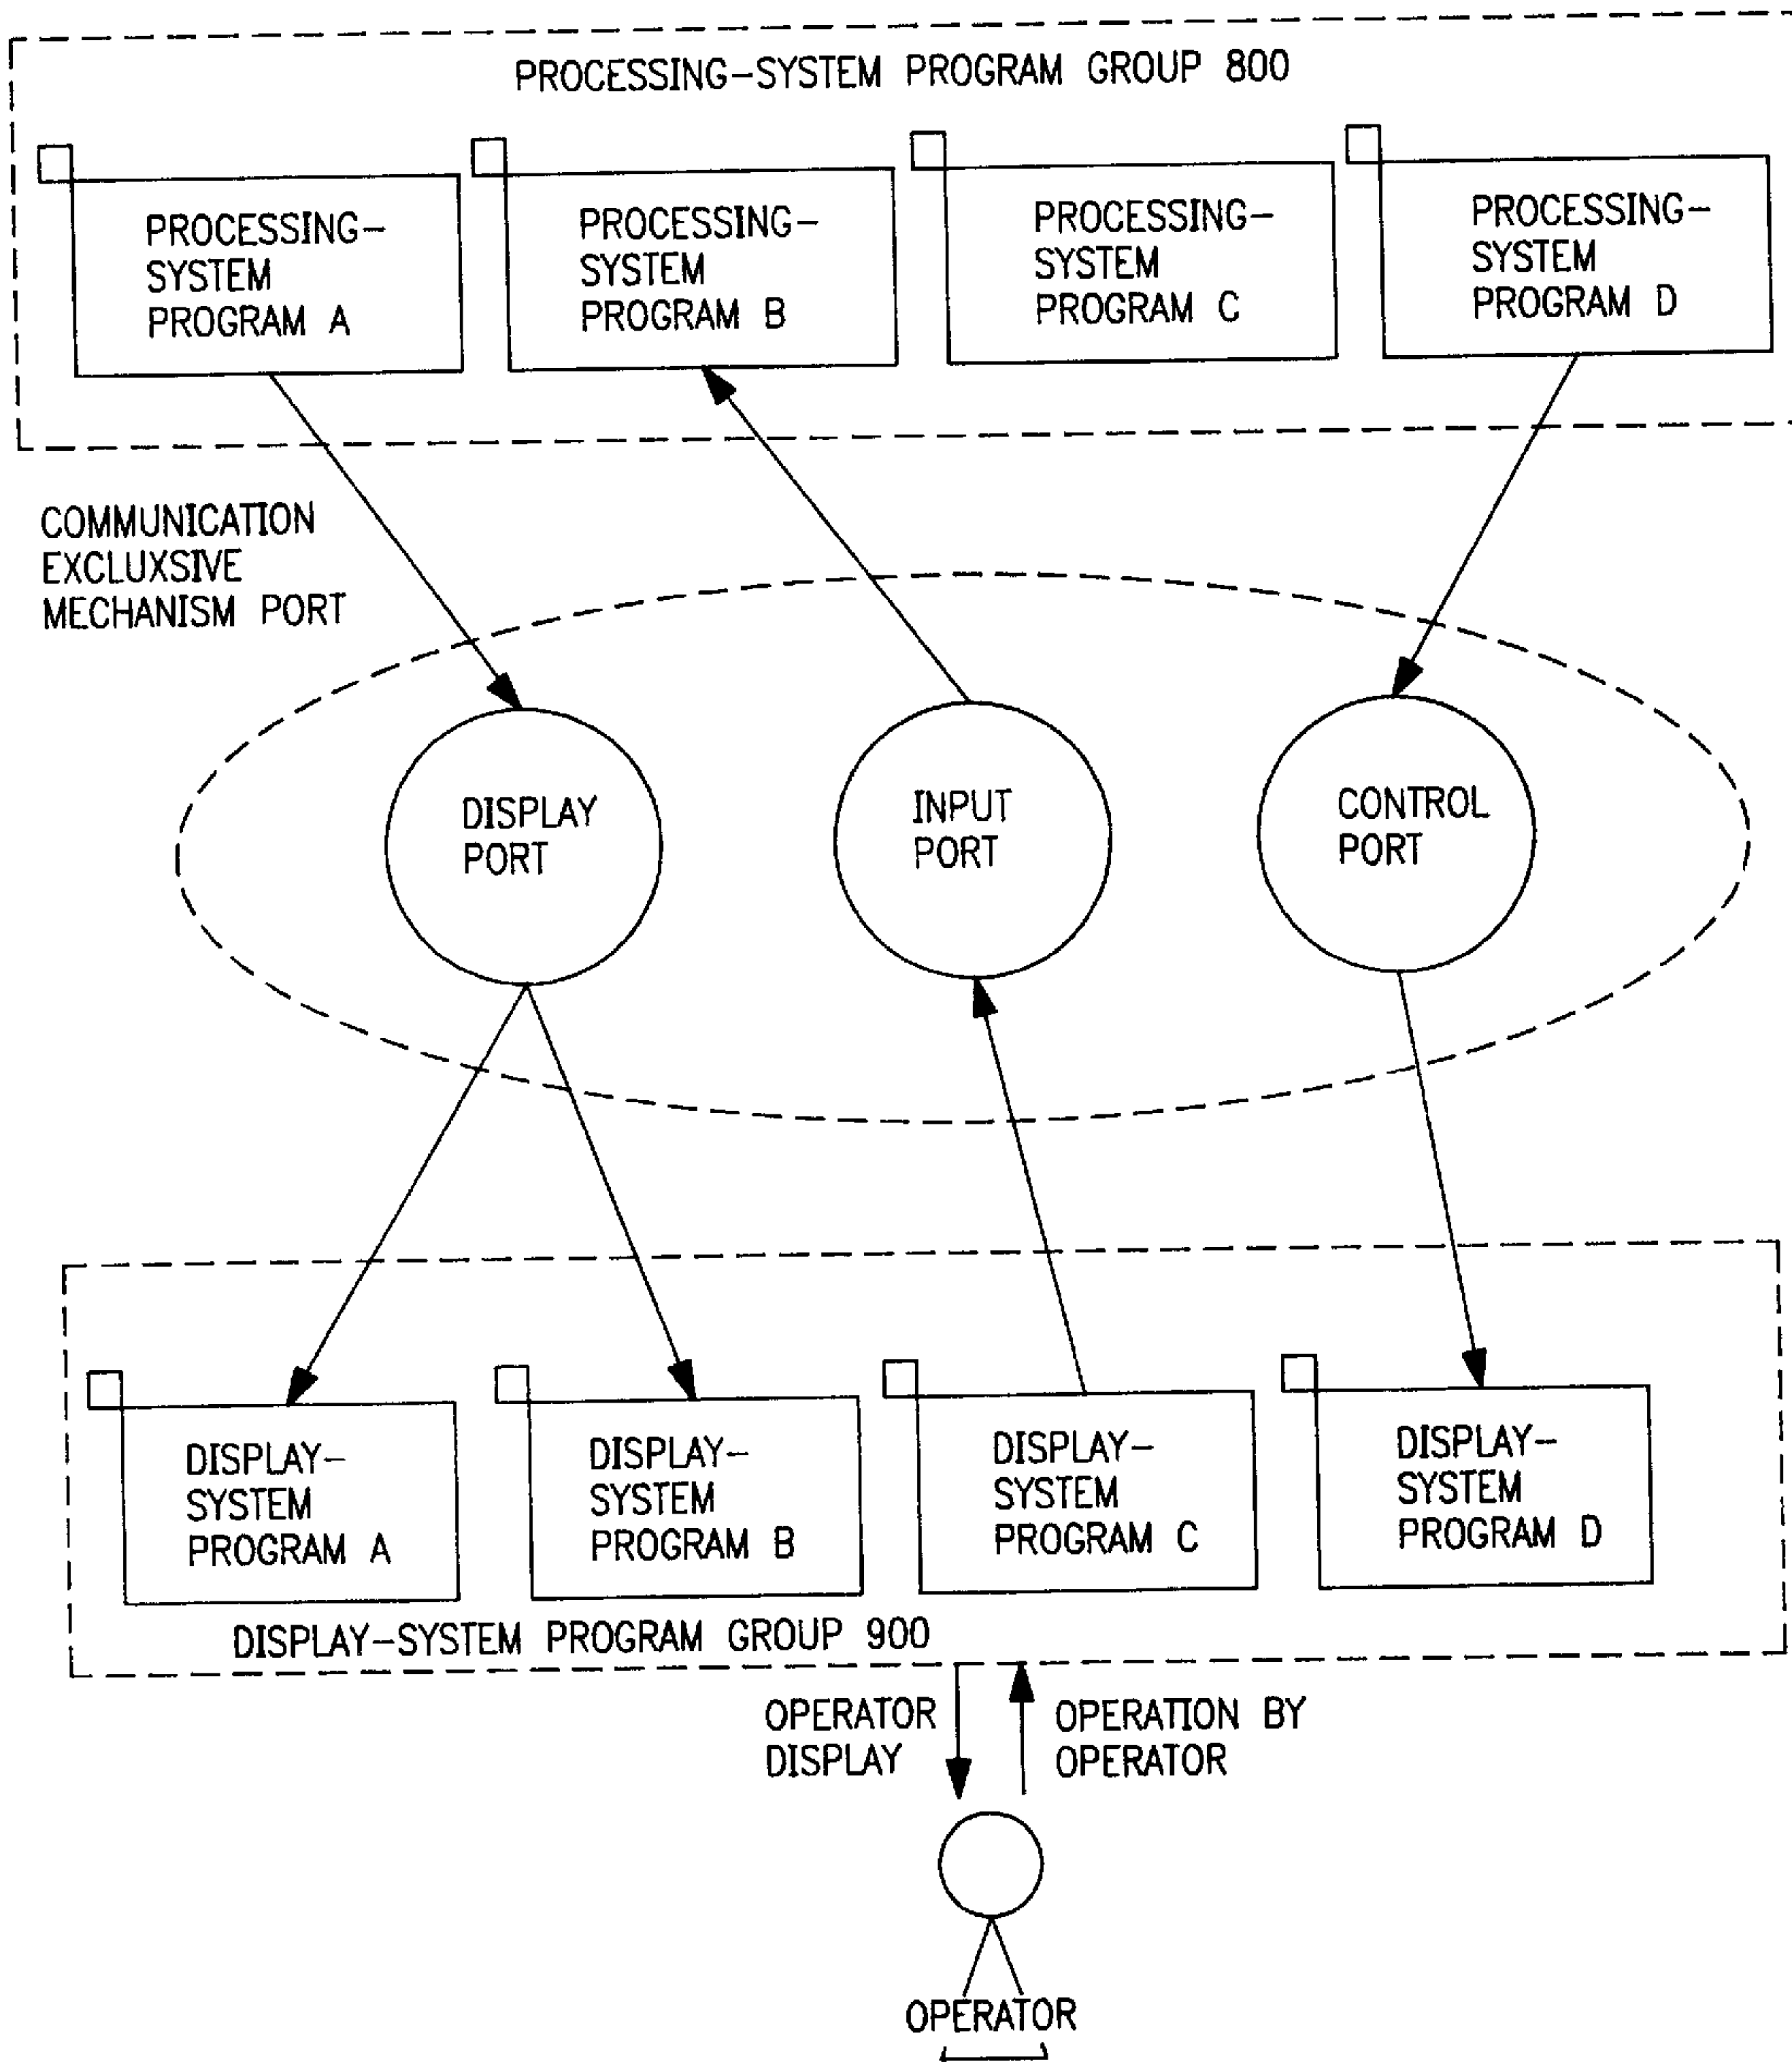 PROCESSING-SYSTEM PROGRAM GROUP 800
PROCESSING-
SYSTEM
PROGRAM A
PROCESSING-
SYSTEM
PROGRAM B
PROCESSING-
SYSTEM
PROGRAM C
PROCESSING-
SYSTEM
PROGRAM D
COMMUNICATION
EXCLUXSIVE
MECHANISM PORT
DISPLAY
PORT
INPUT
PORT
CONTROL
PORT
DISPLAY-
SYSTEM
PROGRAM A
DISPLAY-
SYSTEM
PROGRAM B
DISPLAY-
SYSTEM
PROGRAM C
DISPLAY-
SYSTEM
PROGRAM D
DISPLAY-SYSTEM PROGRAM GROUP 900
OPERATOR
DISPLAY
OPERATION BY
OPERATOR
OPERATOR